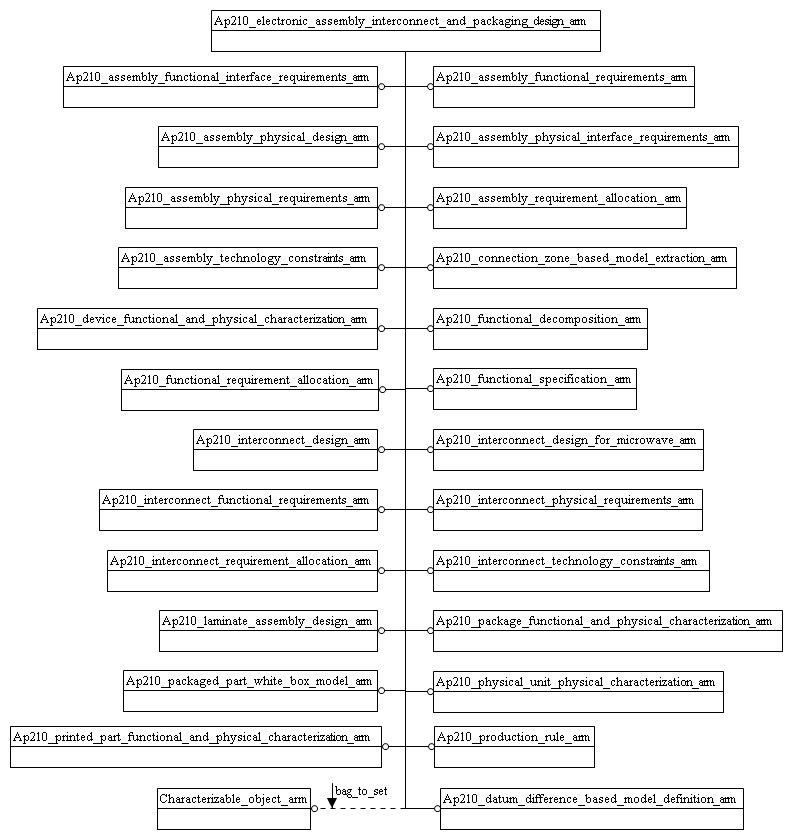 Ap210_electronic_assembly_interconnect_and_packaging_design_arm
Ap210_assembly_functional_interface_requirements_arm
Ap210_assembly_functional_requirements_arm
Ap210_assembly_physical_design_arm
Ap210_assembly_physical_interface_requirements_arm
Ap210_assembly_physical_requirements_arm
Ap210_assembly_requirement_allocation_arm
Ap210_assembly_technology_constraints_arm
Ap210_connection_zone_based_model_extraction_arm
Ap210_device_functional_and_physical_characterization_arm
Ap210_functional_decomposition_arm
Ap210_functional_requirement_allocation_arm
Ap210_functional_specification_arm
Ap210_interconnect_design_arm
Ap210_interconnect_design_for_microwave_arm
Ap210_interconnect_functional_requirements_arm
Ap210_interconnect_physical_requirements_arm
Ap210_interconnect_requirement_allocation_arm
Ap210_interconnect_technology_constraints_arm
Ap210_laminate_assembly_design_arm
Ap210_package_functional_and_physical_characterization_arm
Ap210_packaged_part_white_box_model_arm
Ap210_physical_unit_physical_characterization_arm
Ap210_printed_part_functional_and_physical_characterization_arm
Ap210_production_rule_arm
bag_to_set
Characterizable_object_arm
Ap210_datum_difference_based_model_definition_arm